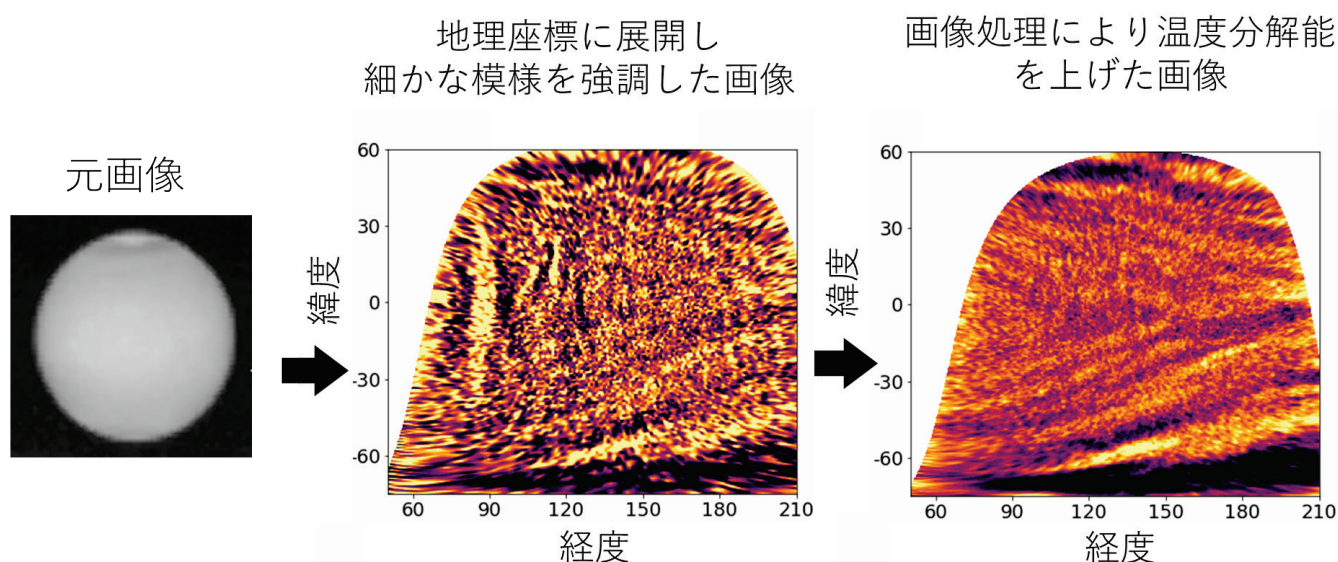 元画像
地理座標に展開し
細かな模様を強調した画像
画像処理により温度分解能
を上げた画像
緯度
60
30
0
-30
-60
60
90
120
150
180
210
経度
緯度
60
30
0
-30
-60
60
90
120
150
180
210
経度